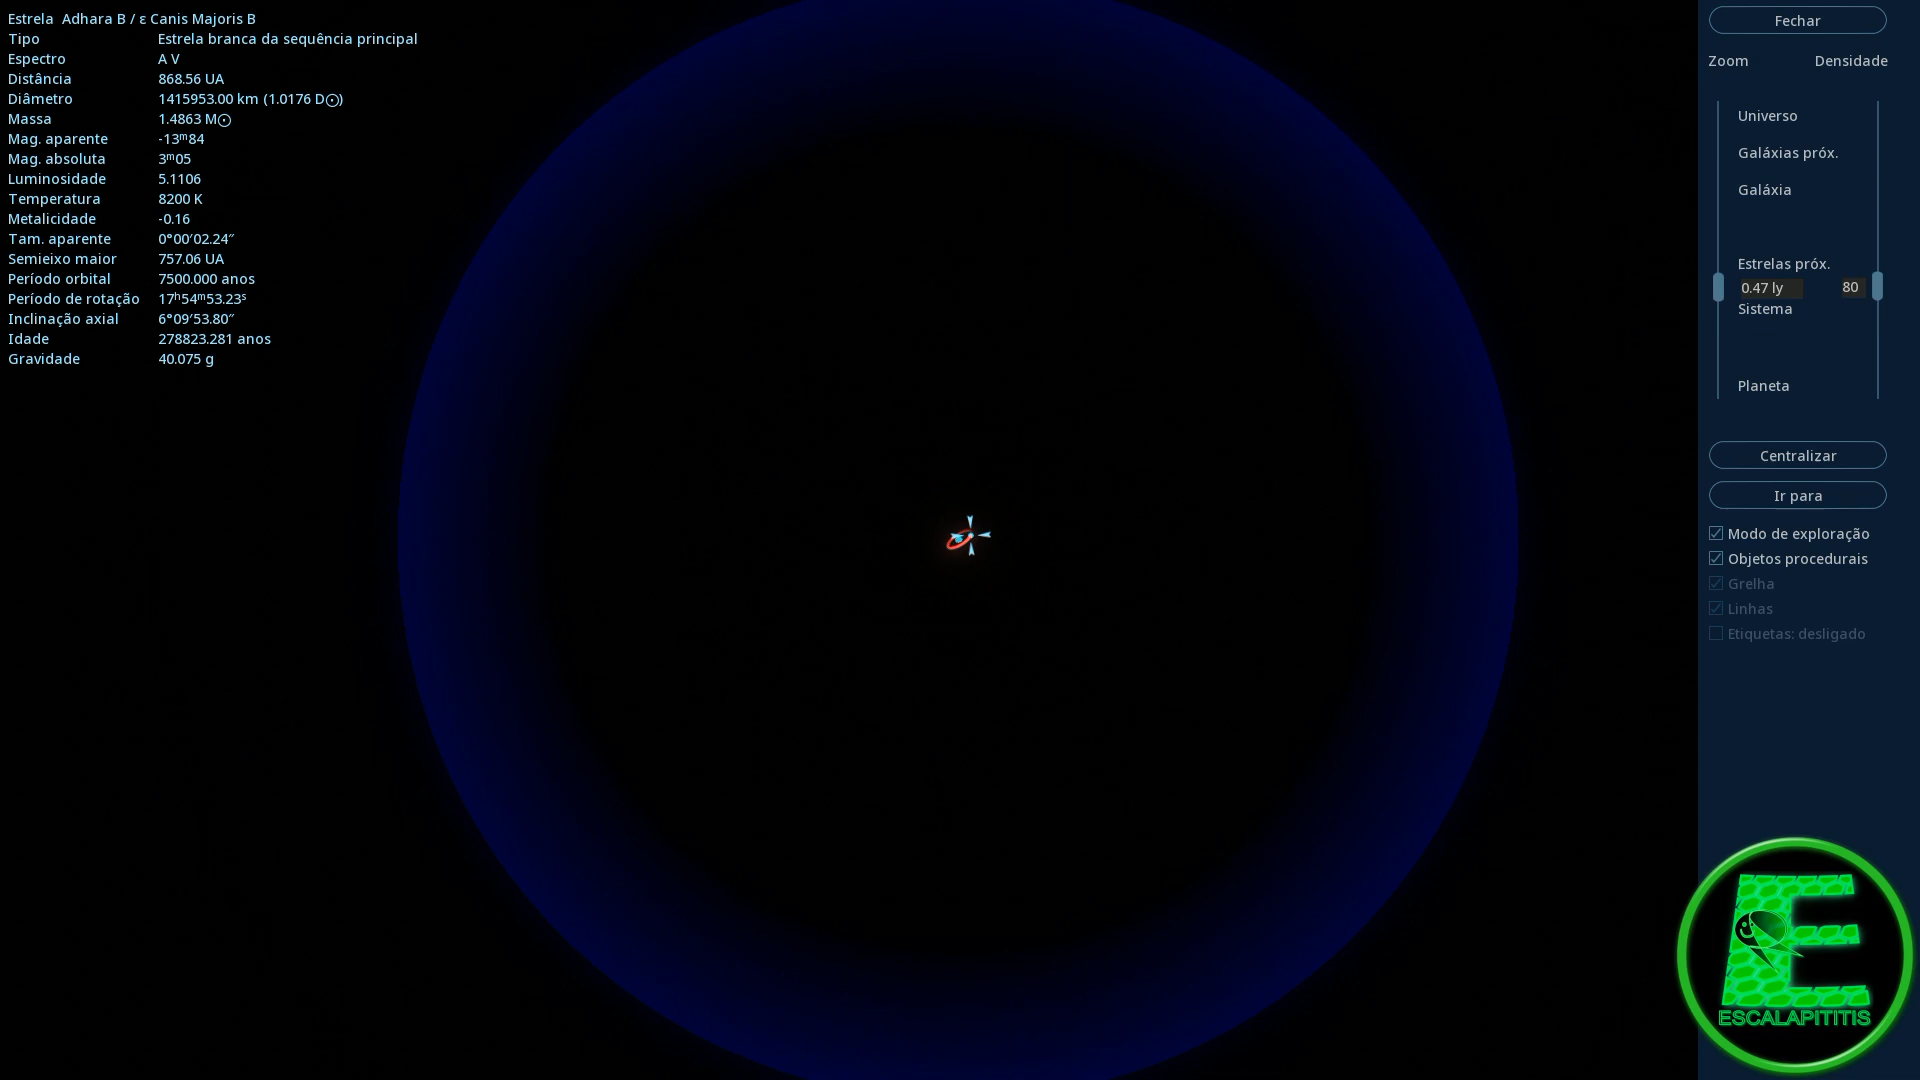 Estrela Adhara B / ε Canis Majoris B
Tipo Estrela branca da sequência principal
Espectro A V
Distância 868.56 UA
Diâmetro 1415953.00 km (1.0176 D☉)
Massa 1.4863 M☉
Mag. aparente -13ᵐ84
Mag. absoluta 3ᵐ05
Luminosidade 5.1106
Temperatura 8200 K
Metalicidade -0.16
Tam. aparente 0°00′02.24″
Semieixo maior 757.06 UA
Período orbital 7500.000 anos
Período de rotação 17ʰ54ᵐ53.23ˢ
Inclinação axial 6°09′53.80″
Idade 278823.281 anos
Gravidade 40.075 g
Fechar
Zoom Densidade
Universo
Galáxias próx.
Galáxia
Estrelas próx.
0.47 ly 80
Sistema
Planeta
Centralizar
Ir para
Modo de exploração
Objetos procedurais
Grelha
Linhas
Etiquetas: desligado
E
ESCALAPITITIS